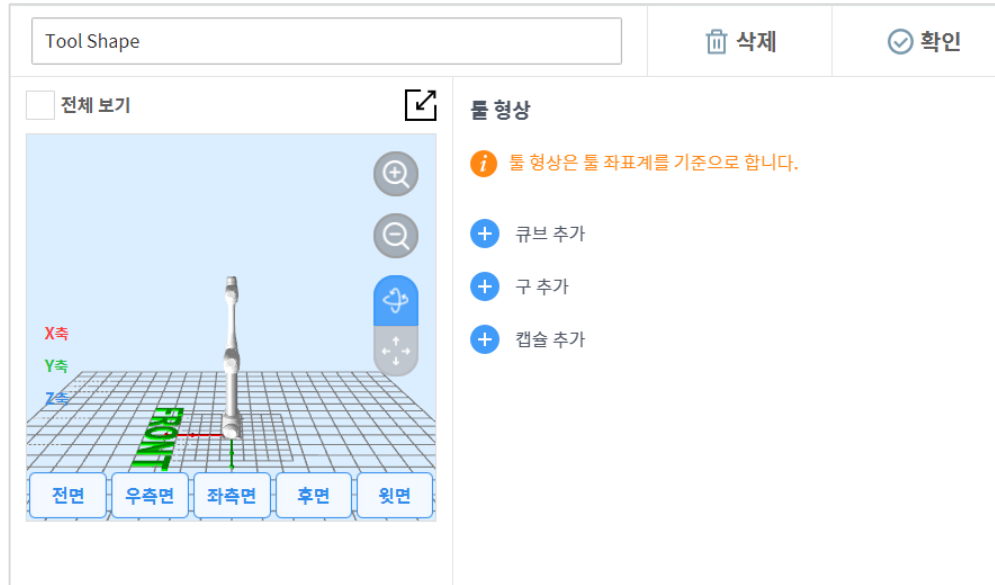 Tool Shape
삭제
확인
전체 보기
툴 형상
툴 형상은 툴 좌표계를 기준으로 합니다.
큐브 추가
구 추가
캡슐 추가
X축
Y축
Z축
FRONT
전면
우측면
좌측면
후면
윗면